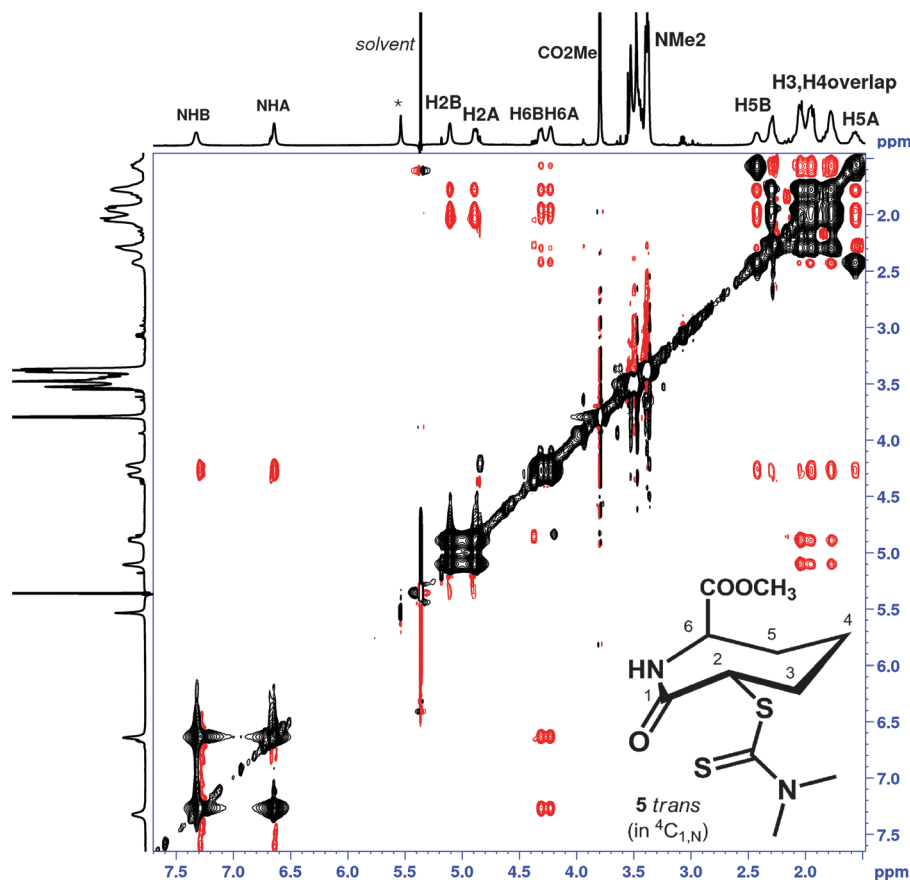 solvent
CO2Me
NMe2
NHB
NHA
*
H2B
H2A
H6B
H6A
H3,H4overlap
H5B
H5A
ppm
2.0
2.5
3.0
3.5
4.0
4.5
5.0
5.5
6.0
6.5
7.0
7.5
7.5 7.0 6.5 6.0 5.5 5.0 4.5 4.0 3.5 3.0 2.5 2.0 ppm
COOCH3
6
5
4
HN
2
3
1
S
O
S
N
5 trans
(in 4C1,N)